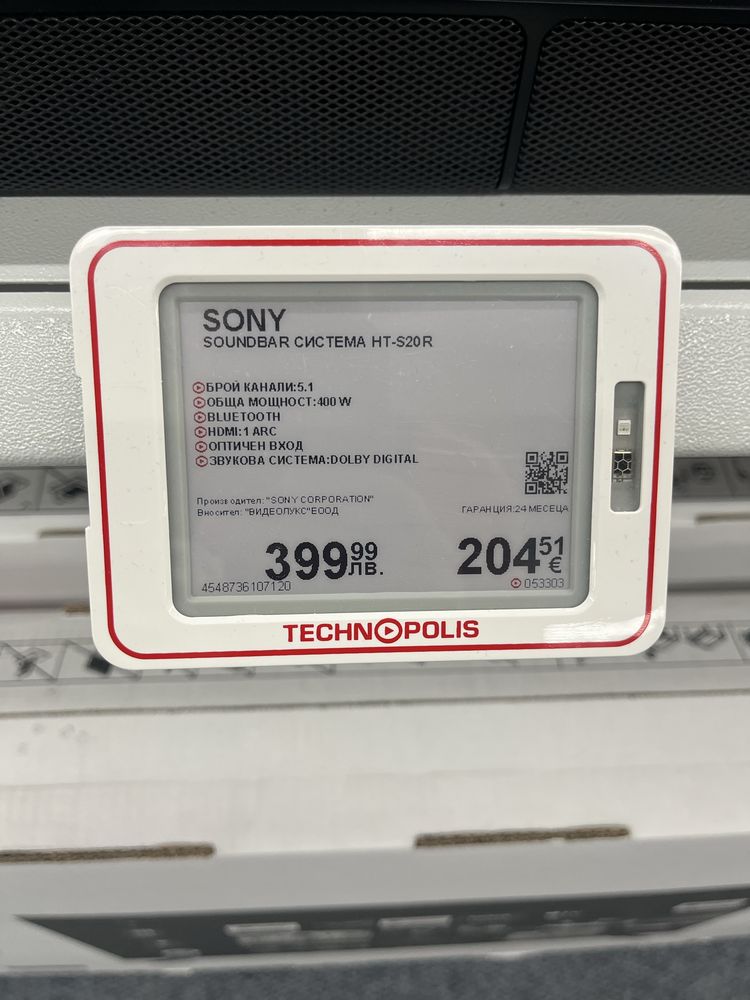 SONY
SOUNDBAR СИСТЕМА HT-S20R
БРОЙ КАНАЛИ:5.1
ОБЩА МОЩНОСТ:400 W
BLUETOOTH
HDMI:1 ARC
ОПТИЧЕН ВХОД
ЗВУКОВА СИСТЕМА:DOLBY DIGITAL
Производител: "SONY CORPORATION"
Вносител: "ВИДЕОЛУКС"ЕООД
ГАРАНЦИЯ:24 МЕСЕЦА
399 99 ЛВ.
204 51 €
4548736107120
053303
TECHNOPOLIS